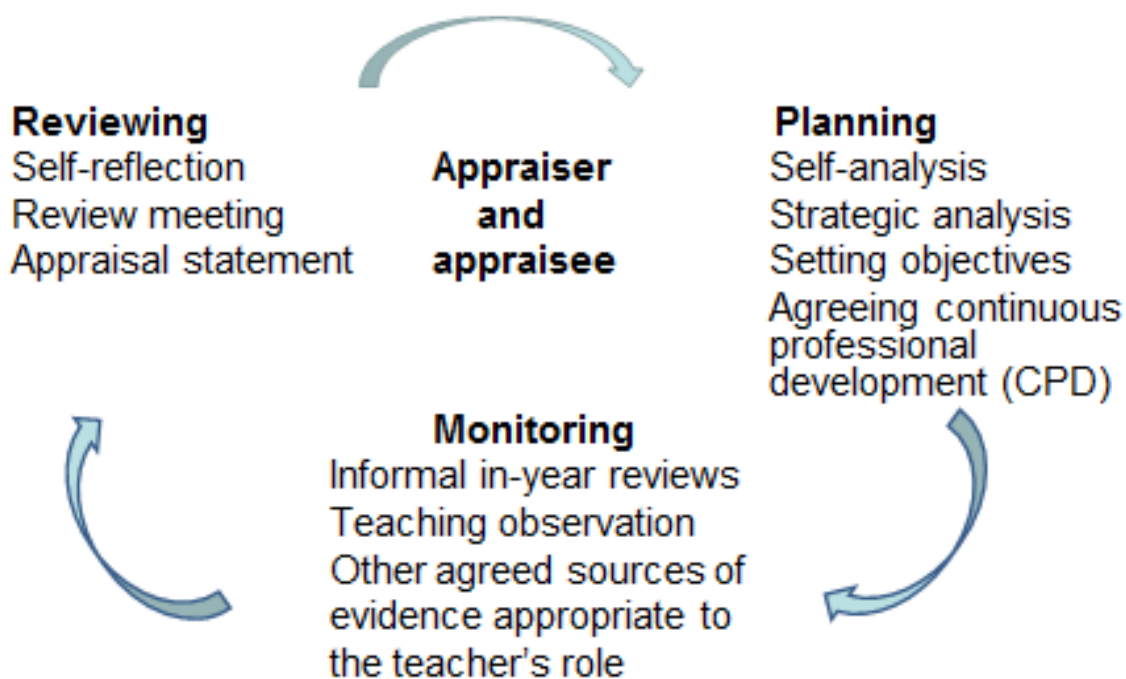 Reviewing
Self-reflection
Review meeting
Appraisal statement
Appraiser
and
appraisee
Planning
Self-analysis
Strategic analysis
Setting objectives
Agreeing continuous
professional
development (CPD)
Monitoring
Informal in-year reviews
Teaching observation
Other agreed sources of
evidence appropriate to
the teacher's role